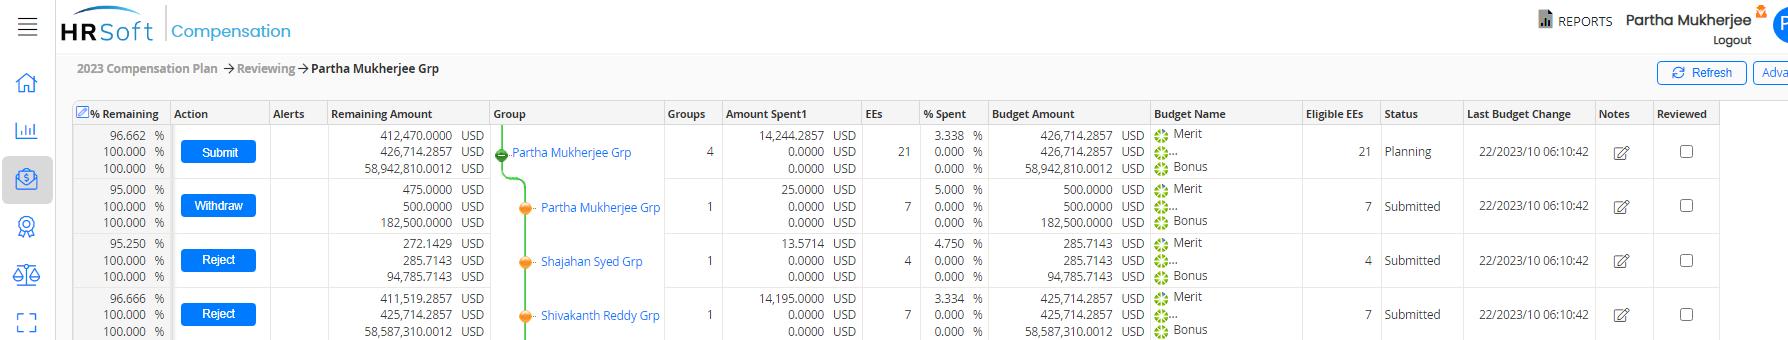 HRSoft Compensation
REPORTS Partha Mukherjee
Logout
2023 Compensation Plan → Reviewing → Partha Mukherjee Grp
Refresh
% Remaining Action Alerts Remaining Amount Group Groups Amount Spent1 EEs % Spent Budget Amount Budget Name Eligible EEs Status Last Budget Change Notes Reviewed
96.662 % 412,470.0000 USD 14,244.2857 USD 3.338 % 426,714.2857 USD Merit
100.000 % Submit 426,714.2857 USD Partha Mukherjee Grp 4 0.0000 USD 21 0.000 % 426,714.2857 USD ... 21 Planning 22/2023/10 06:10:42
100.000 % 58,942,810.0012 USD 0.0000 USD 0.000 % 58,942,810.0012 USD Bonus
95.000 % 475.0000 USD 25.0000 USD 5.000 % 500.0000 USD Merit
100.000 % Withdraw 500.0000 USD Partha Mukherjee Grp 1 0.0000 USD 7 0.000 % 500.0000 USD ... 7 Submitted 22/2023/10 06:10:42
100.000 % 182,500.0000 USD 0.0000 USD 0.000 % 182,500.0000 USD Bonus
95.250 % 272.1429 USD 13.5714 USD 4.750 % 285.7143 USD Merit
100.000 % Reject 285.7143 USD Shajahan Syed Grp 1 0.0000 USD 4 0.000 % 285.7143 USD ... 4 Submitted 22/2023/10 06:10:42
100.000 % 94,785.7143 USD 0.0000 USD 0.000 % 94,785.7143 USD Bonus
96.666 % 411,519.2857 USD 14,195.0000 USD 3.334 % 425,714.2857 USD Merit
100.000 % Reject 425,714.2857 USD Shivakanth Reddy Grp 1 0.0000 USD 7 0.000 % 425,714.2857 USD ... 7 Submitted 22/2023/10 06:10:42
100.000 % 58,587,310.0012 USD 0.0000 USD 0.000 % 58,587,310.0012 USD Bonus